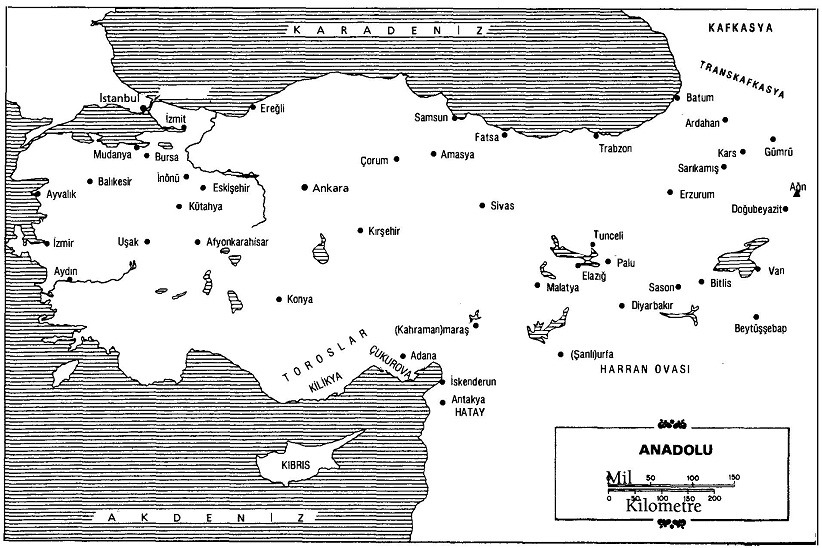 KARADENİZ
KAFKASYA
TRANSKAFKASYA
İstanbul
İzmit
Ereğli
Samsun
Fatsa
Trabzon
Batum
Ardahan
Kars
Gümrü
Sarıkamış
Mudanya
Bursa
Çorum
Amasya
Balıkesir
İnönü
Eskişehir
Ankara
Ayvalık
Kütahya
Sivas
Erzurum
Ağrı
Doğubeyazit
İzmir
Uşak
Afyonkarahisar
Kırşehir
Tunceli
Palu
Elazığ
Aydın
Malatya
Sason
Bitlis
Van
Konya
Diyarbakır
Beytüşşebap
(Kahraman)maraş
TOROSLAR
ÇUKUROVA
Adana
(Şanlı)urfa
HARRAN OVASI
KİLİKYA
İskenderun
Antakya
HATAY
KIBRIS
AKDENİZ
ANADOLU
Mil 50 100 150
0 50 100 150 200
Kilometre